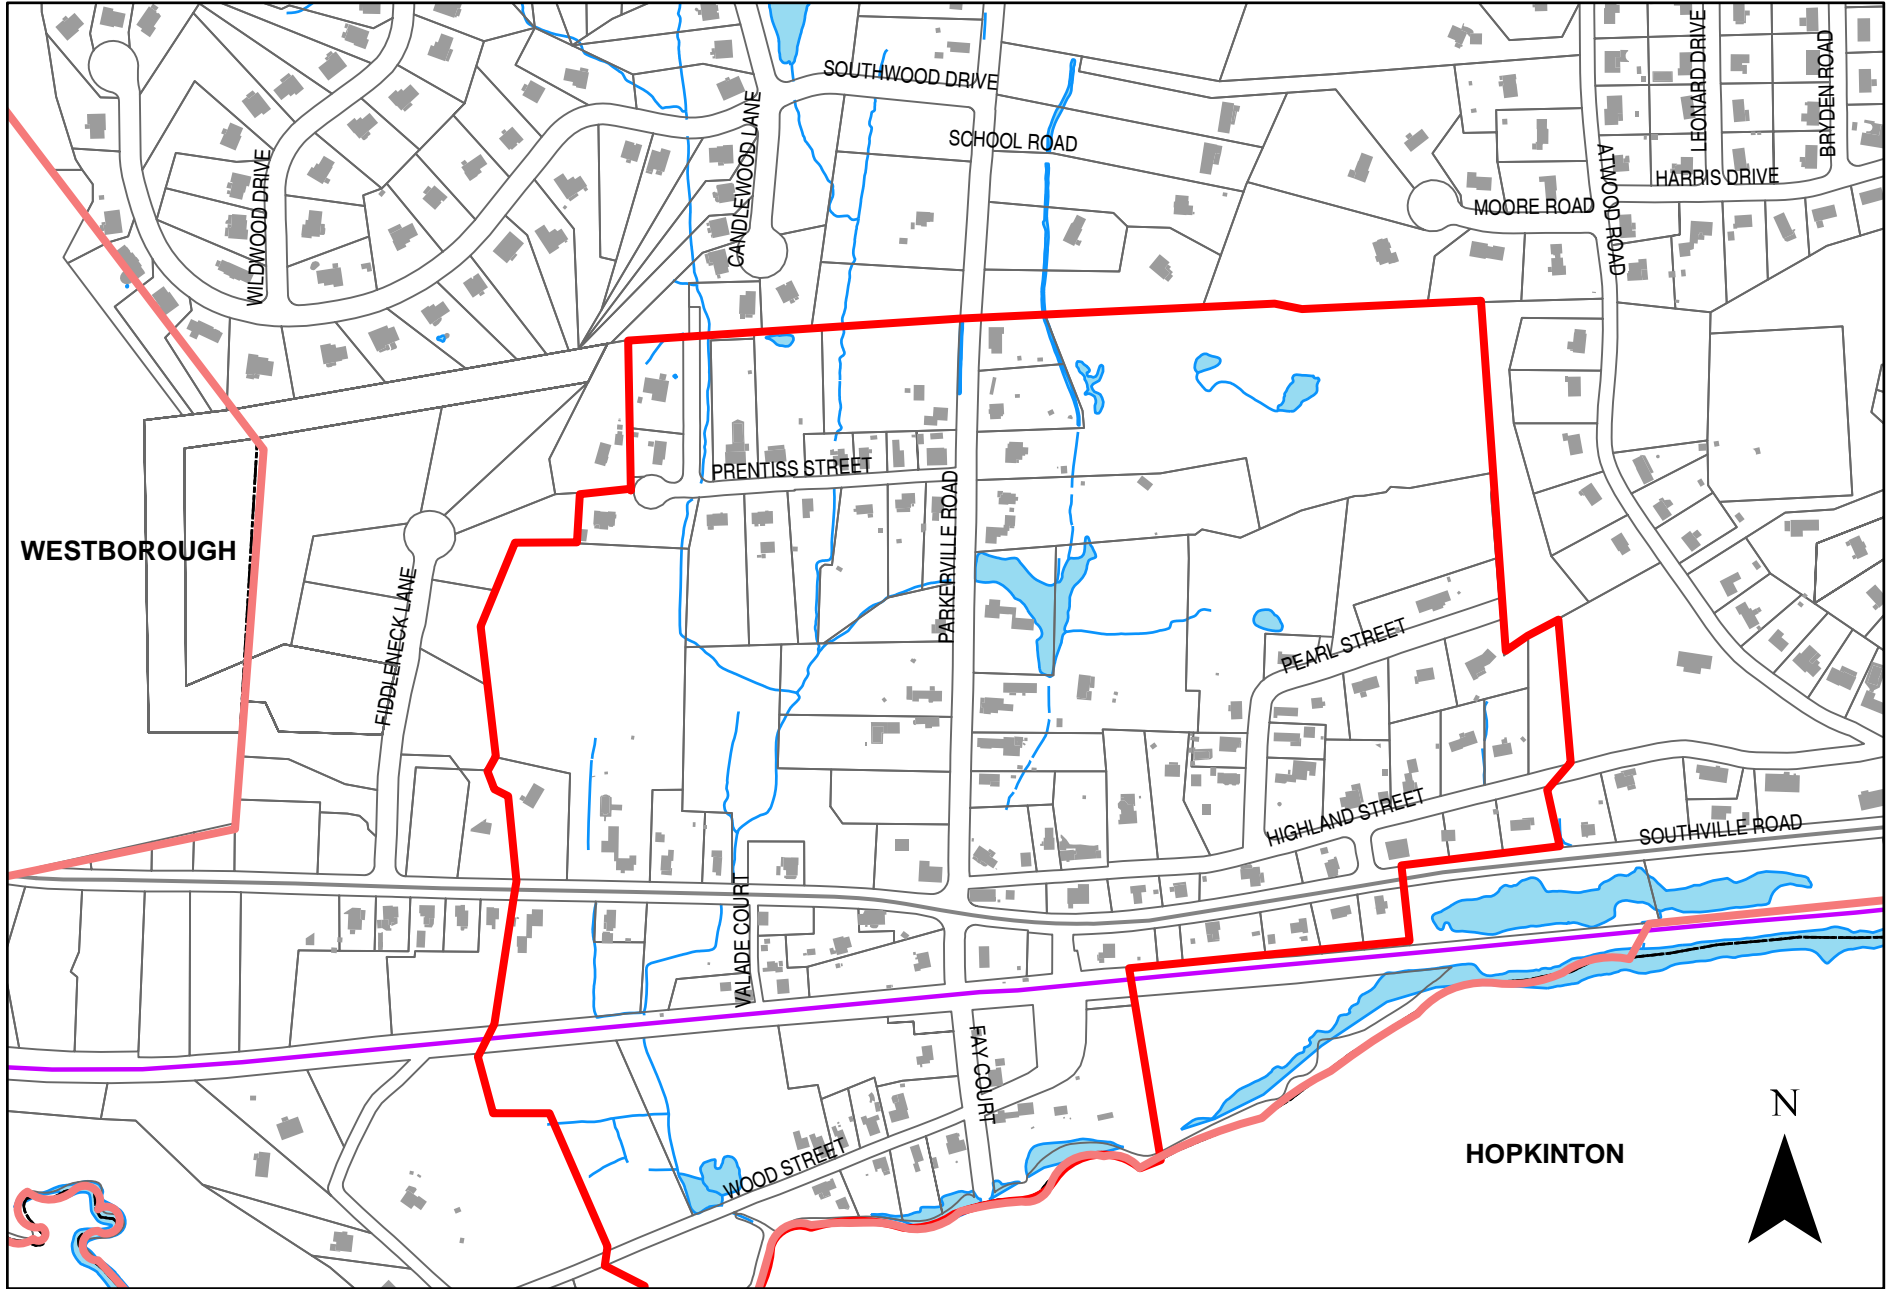 SOUTHWOOD DRIVE
SCHOOL ROAD
LEONARD DRIVE
BRYDEN ROAD
CANDLEWOOD LANE
WILDWOOD DRIVE
ATWOOD ROAD
HARRIS DRIVE
MOORE ROAD
PRENTISS STREET
PARKERVILLE ROAD
WESTBOROUGH
FIDDLENECK LANE
PEARL STREET
HIGHLAND STREET
SOUTHVILLE ROAD
VALADE COURT
FAY COURT
WOOD STREET
N
HOPKINTON